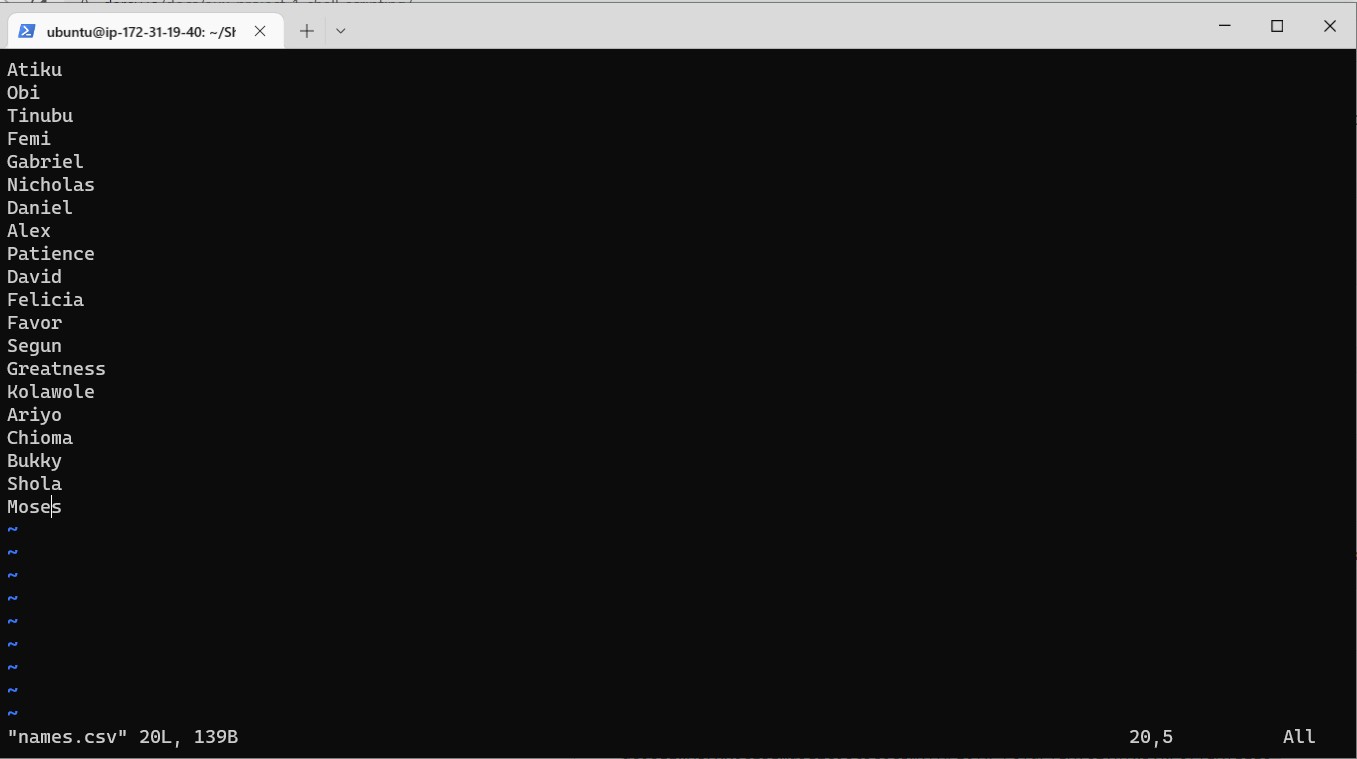 ubuntu@ip-172-31-19-40: ~/Sh
Atiku
Obi
Tinubu
Femi
Gabriel
Nicholas
Daniel
Alex
Patience
David
Felicia
Favor
Segun
Greatness
Kolawole
Ariyo
Chioma
Bukky
Shola
Moses
~
~
~
~
~
~
~
~
~
"names.csv" 20L, 139B 20,5 All